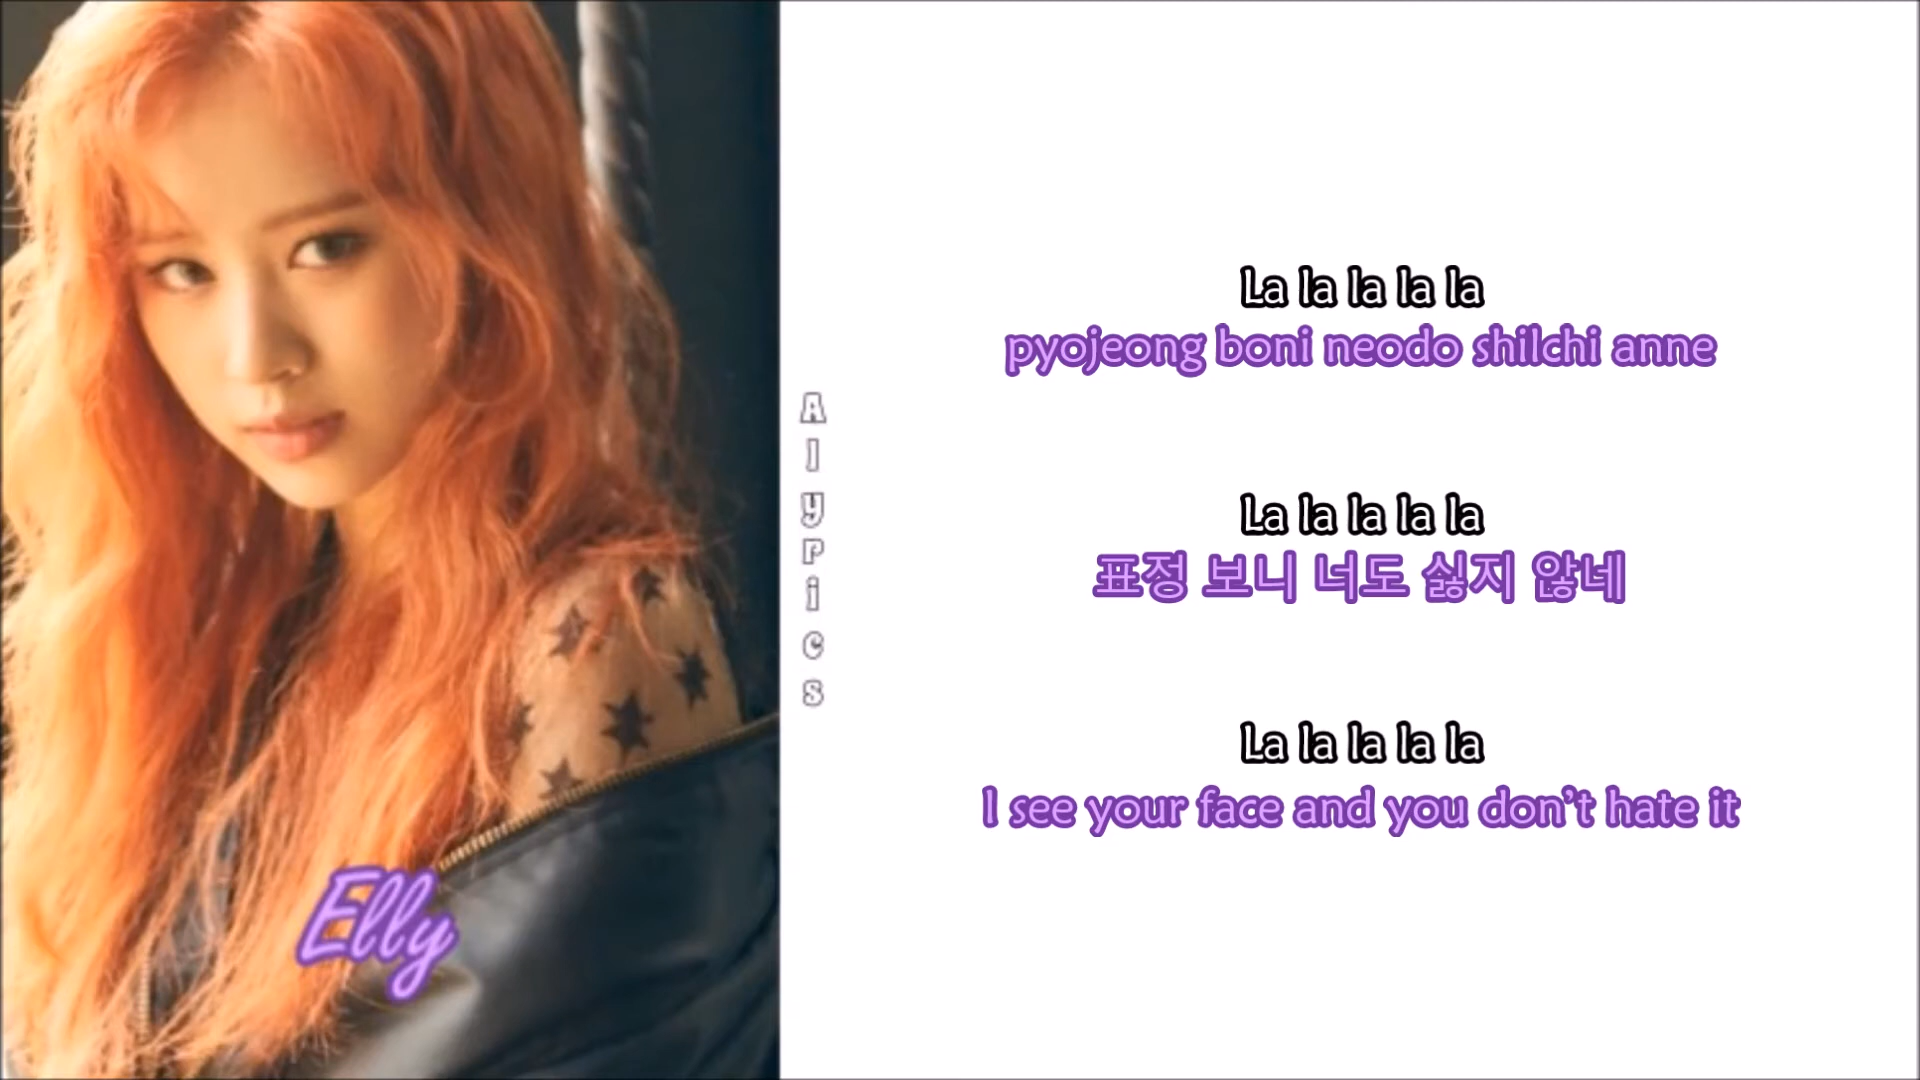 Elly
Alyrics
La la la la la
pyojeong boni neodo shilchi anne
La la la la la
표정 보니 너도 싫지 않네
La la la la la
I see your face and you don't hate it